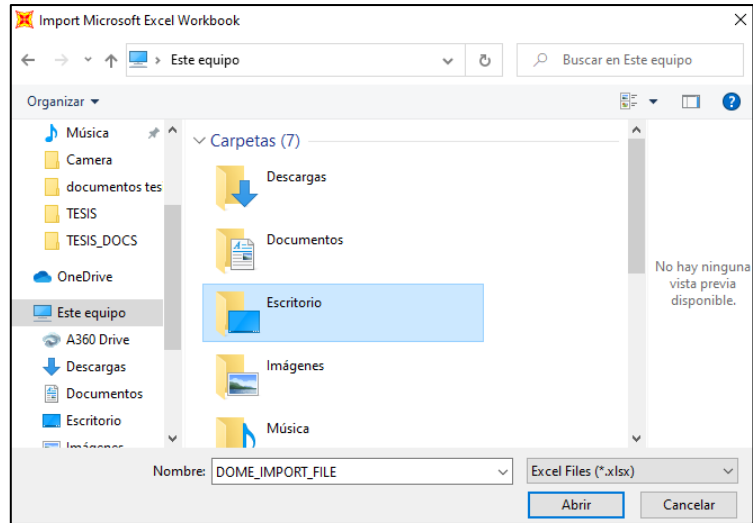 Import Microsoft Excel Workbook
Este equipo
Buscar en Este equipo
Organizar
Música
Camera
documentos tes
TESIS
TESIS_DOCS
OneDrive
Este equipo
A360 Drive
Descargas
Documentos
Escritorio
Imágenes
Carpetas (7)
Descargas
Documentos
Escritorio
Imágenes
Música
No hay ninguna
vista previa
disponible.
Nombre: DOME_IMPORT_FILE
Excel Files (*.xlsx)
Abrir
Cancelar